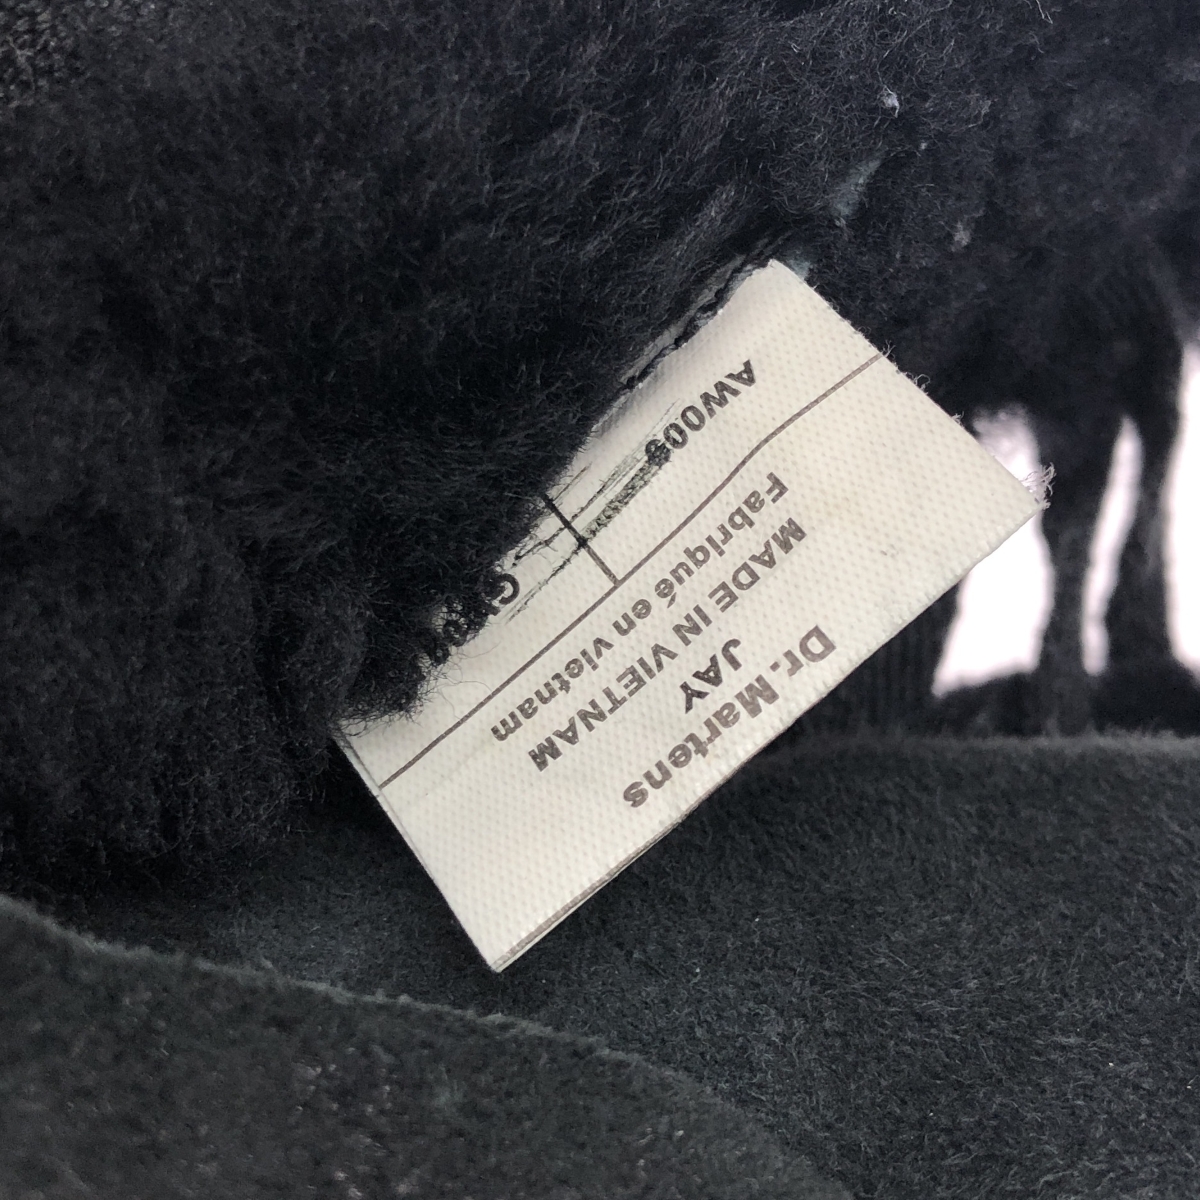 Dr. Martens
JAY
MADE IN VIETNAM
Fabriqué en vietnam
AW006